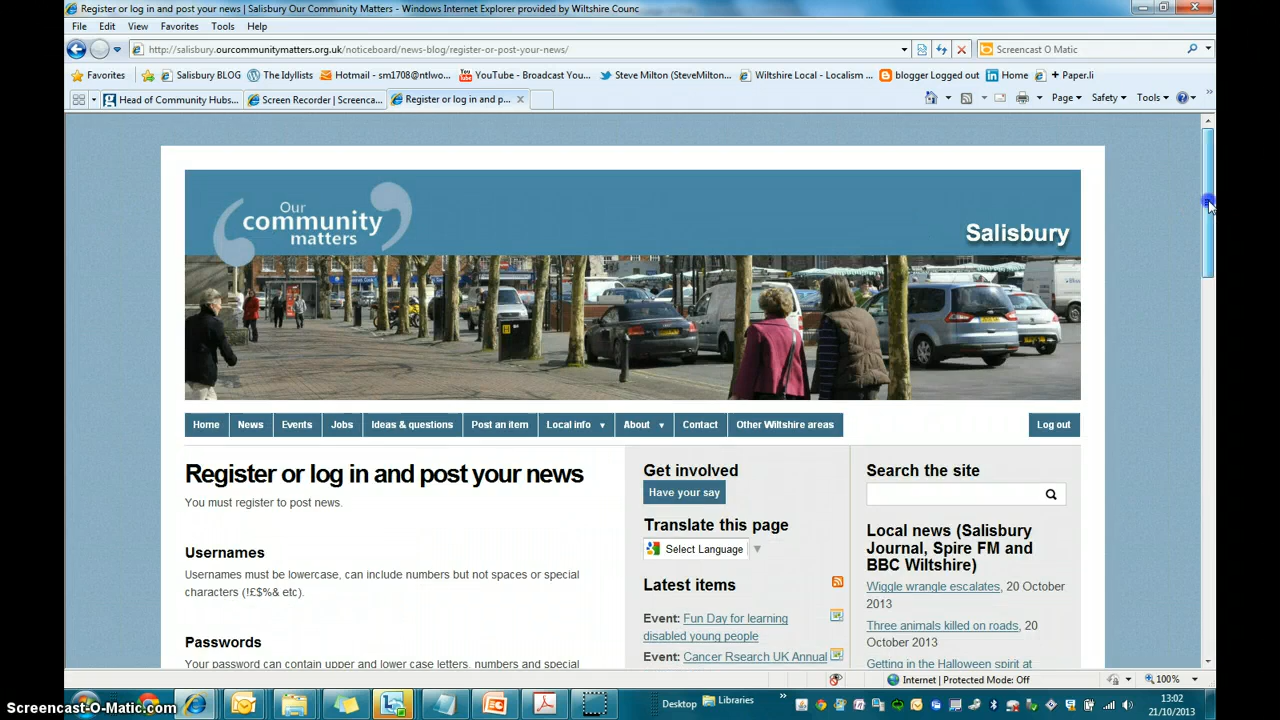 Register or log in and post your news | Salisbury Our Community Matters - Windows Internet Explorer provided by Wiltshire Counc
File Edit View Favorites Tools Help
http://salisbury.ourcommunitymatters.org.uk/noticeboard/news-blog/register-or-post-your-news/
Screencast O Matic
Favorites Salisbury BLOG The Idyllists Hotmail - sm1708@ntlwo... YouTube - Broadcast You... Steve Milton (SteveMilton... Wiltshire Local - Localism ... blogger Logged out Home + Paper.li
Head of Community Hubs... Screen Recorder | Screenca... Register or log in and p... x
Page Safety Tools
Our
community
matters
Salisbury
Home News Events Jobs Ideas & questions Post an item Local info About Contact Other Wiltshire areas Log out
Register or log in and post your news
You must register to post news.
Usernames
Usernames must be lowercase, can include numbers but not spaces or special
characters (!£$%& etc).
Passwords
Your password can contain upper and lower case letters, numbers and special
Get involved
Have your say
Translate this page
Select Language
Latest items
Event: Fun Day for learning
disabled young people
Event: Cancer Rsearch UK Annual
Search the site
Local news (Salisbury
Journal, Spire FM and
BBC Wiltshire)
Wiggle wrangle escalates, 20 October
2013
Three animals killed on roads, 20
October 2013
Getting in the Halloween spirit at
Internet | Protected Mode: Off
100%
Screencast-O-Matic.com
Desktop Libraries
13:02
21/10/2013